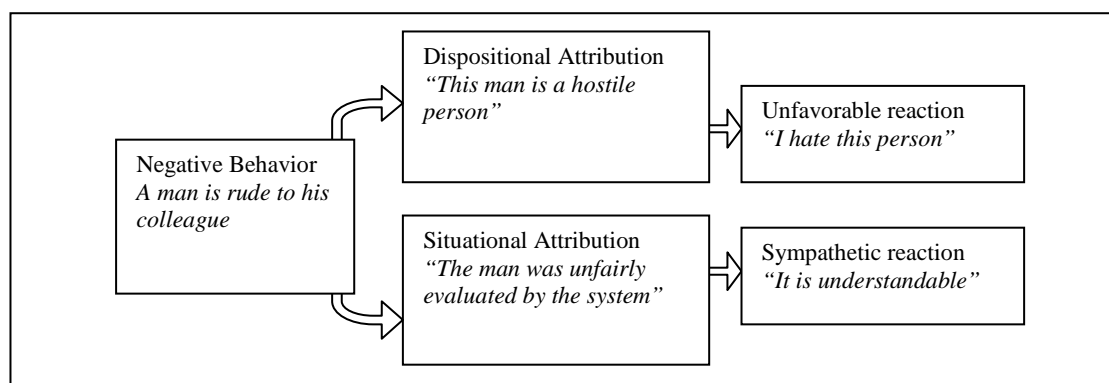 Dispositional Attribution
“This man is a hostile
person”
Unfavorable reaction
“I hate this person”
Negative Behavior
A man is rude to his
colleague
Situational Attribution
“The man was unfairly
evaluated by the system”
Sympathetic reaction
“It is understandable”